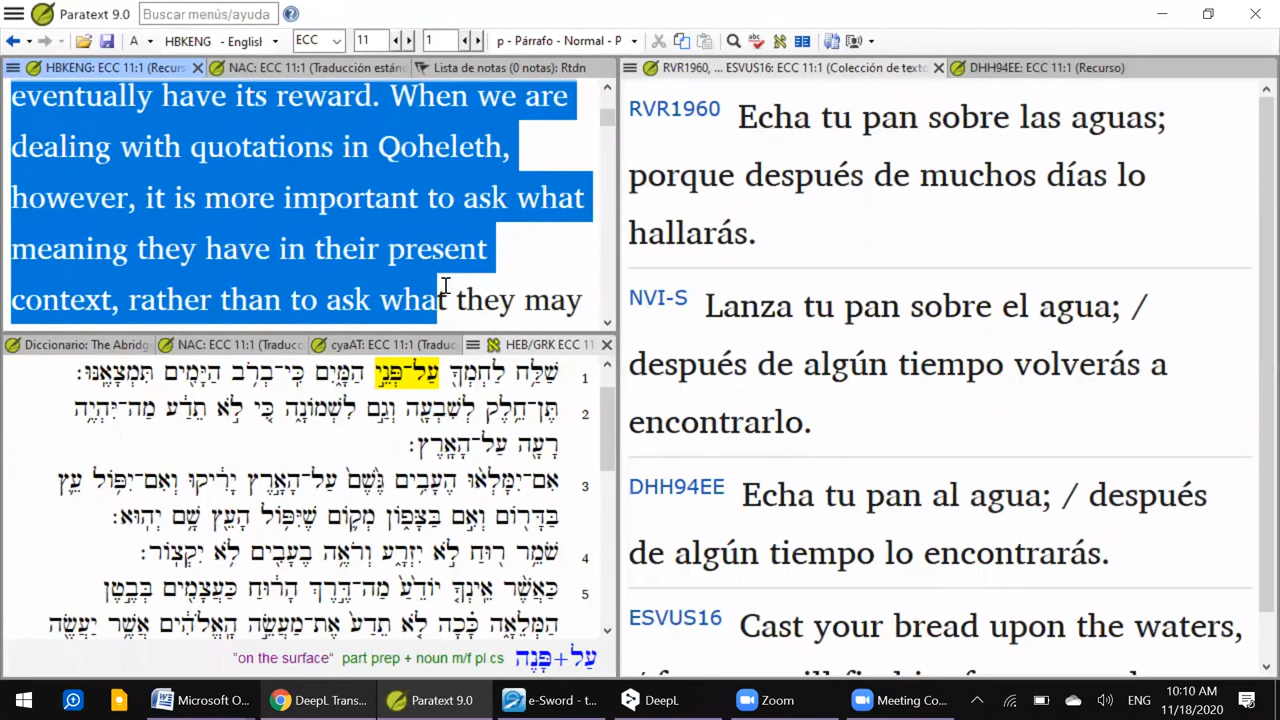 Paratext 9.0
Buscar menús/ayuda
A
HBKENG - English
ECC
11
1
p - Párrafo - Normal - P
HBKENG: ECC 11:1 (Recurs
NAC: ECC 11:1 (Traducción están
Lista de notas (0 notas): Rtdn
eventually have its reward. When we are
dealing with quotations in Qoheleth,
however, it is more important to ask what
meaning they have in their present
context, rather than to ask what they may
Diccionario: The Abridg
NAC: ECC 11:1 (Traducc
cyaAT: ECC 11:1 (Traduc
HEB/GRK ECC 11
1 שַׁלַּ֥ח לַחְמְךָ֖ עַל־פְּנֵ֣י הַמָּ֑יִם כִּֽי־בְרֹ֥ב הַיָּמִ֖ים תִּמְצָאֶֽנּוּ׃
2 תֶּן־חֵ֥לֶק לְשִׁבְעָ֖ה וְגַ֣ם לִשְׁמוֹנָ֑ה כִּ֚י לֹ֣א תֵדַ֔ע מַה־יִּהְיֶ֥ה
רָעָ֖ה עַל־הָאָֽרֶץ׃
3 אִם־יִמָּלְא֨וּ הֶעָבִ֥ים גֶּ֙שֶׁם֙ עַל־הָאָ֣רֶץ יָרִ֔יקוּ וְאִם־יִפּ֥וֹל עֵ֛ץ
בַּדָּר֖וֹם וְאִ֣ם בַּצָּפ֑וֹן מְק֛וֹם שֶׁיִּפּ֥וֹל הָעֵ֖ץ שָׁ֥ם יְהֽוּא׃
4 שֹׁמֵ֥ר ר֖וּחַ לֹ֣א יִזְרָ֑ע וְרֹאֶ֥ה בֶעָבִ֖ים לֹ֥א יִקְצֽוֹר׃
5 כַּאֲשֶׁ֨ר אֵֽינְךָ֤ יוֹדֵ֙עַ֙ מַה־דֶּ֣רֶךְ הָר֔וּחַ כַּעֲצָמִ֖ים בְּבֶ֣טֶן
הַמְּלֵאָ֑ה כָּ֗כָה לֹ֤א תֵדַע֙ אֶת־מַעֲשֵׂ֣ה הָֽאֱלֹהִ֔ים אֲשֶׁ֥ר יַעֲשֶׂ֖ה
"on the surface" part prep + noun m/f pl cs עַל+פָּנֶה
RVR1960, ... ESVUS16: ECC 11:1 (Colección de texto
DHH94EE: ECC 11:1 (Recurso)
RVR1960 Echa tu pan sobre las aguas;
porque después de muchos días lo
hallarás.
NVI-S Lanza tu pan sobre el agua; /
después de algún tiempo volverás a
encontrarlo.
DHH94EE Echa tu pan al agua; / después
de algún tiempo lo encontrarás.
ESVUS16 Cast your bread upon the waters,
Microsoft O...
DeepL Trans...
Paratext 9.0
e-Sword - t...
DeepL
Zoom
Meeting Co...
ENG
10:10 AM
11/18/2020